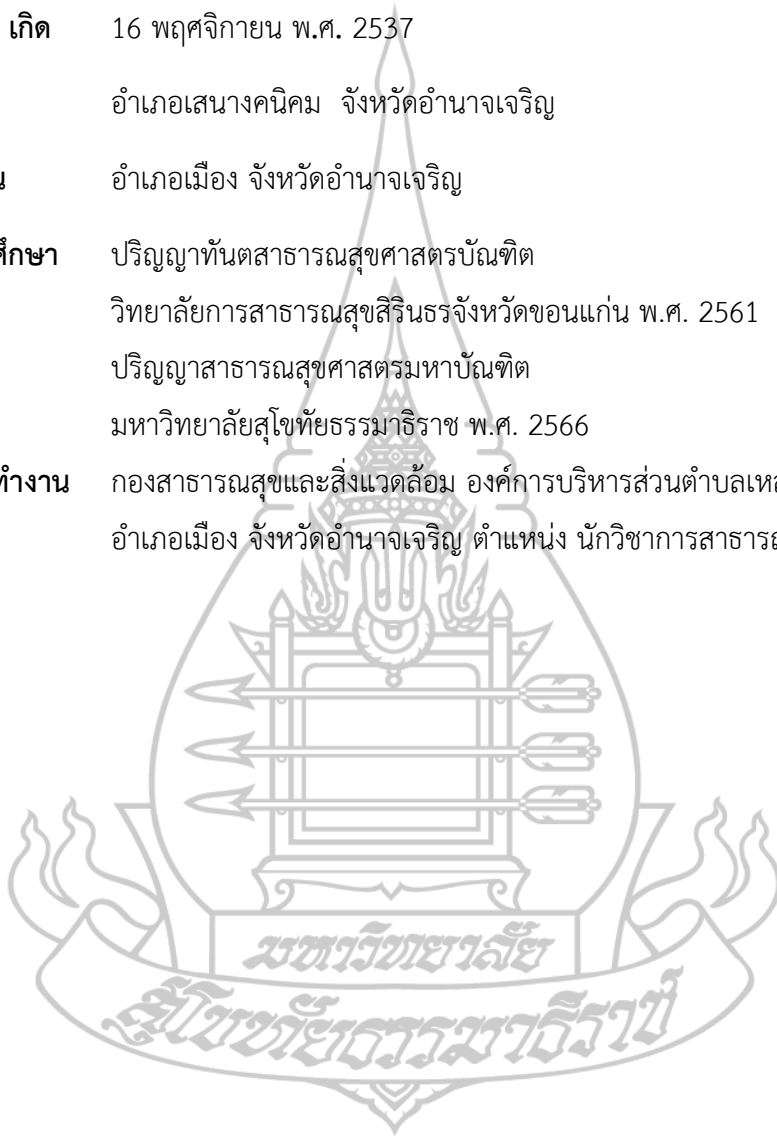 เกิด 16 พฤศจิกายน พ.ศ. 2537
อำเภอเสนางคนิคม จังหวัดอำนาจเจริญ
อำเภอเมือง จังหวัดอำนาจเจริญ
ปริญญาทันตสาธารณสุขศาสตรบัณฑิต
วิทยาลัยการสาธารณสุขสิรินธรจังหวัดขอนแก่น พ.ศ. 2561
ปริญญาสาธารณสุขศาสตรมหาบัณฑิต
มหาวิทยาลัยสุโขทัยธรรมาธิราช พ.ศ. 2566
ทำงาน กองสาธารณสุขและสิ่งแวดล้อม องค์การบริหารส่วนตำบล
อำเภอเมือง จังหวัดอำนาจเจริญ ตำแหน่ง นักวิชาการ
มหาวิทยาลัย
สุโขทัยธรรมาธิราช